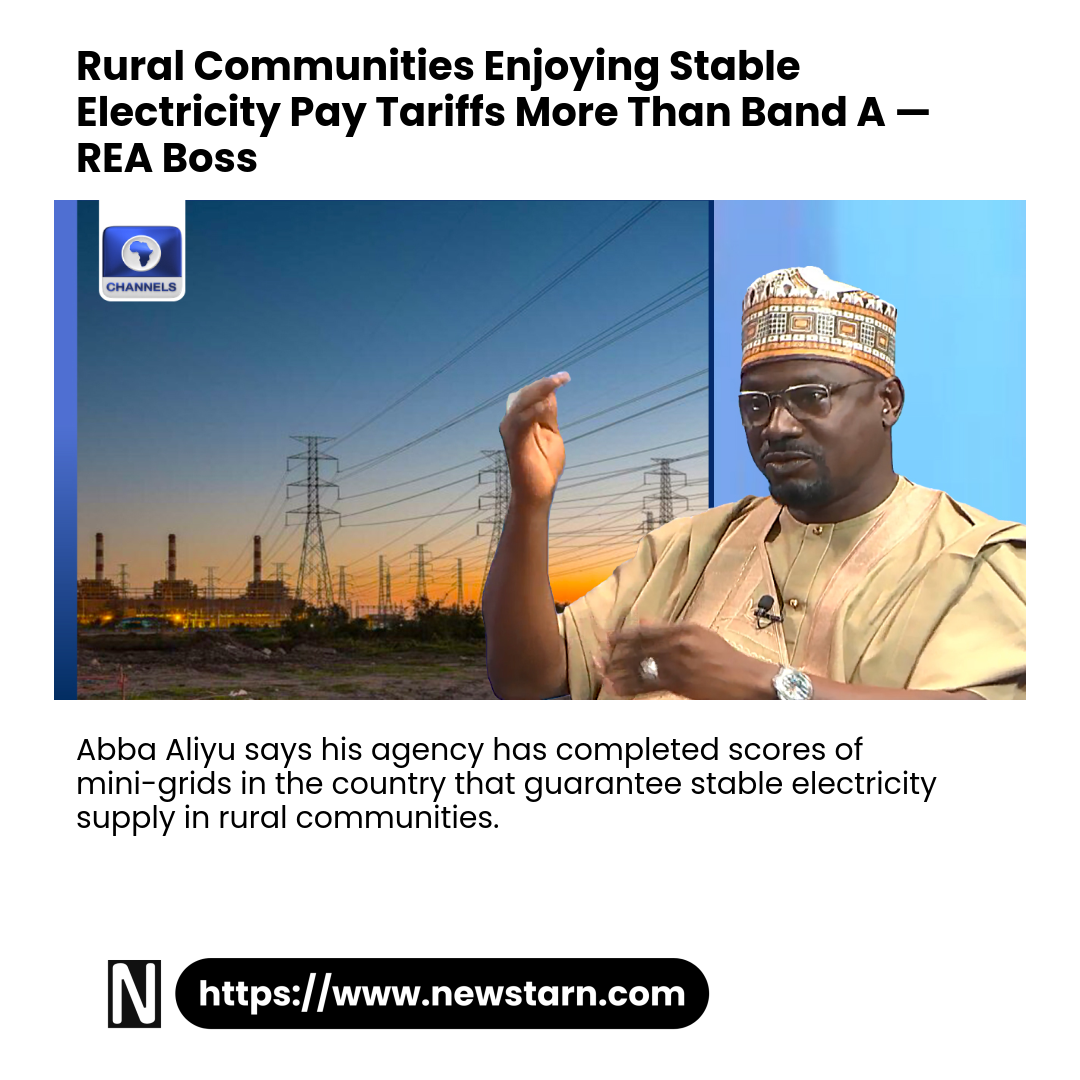 Rural Communities Enjoying Stable
Electricity Pay Tariffs More Than Band A —
REA Boss
CHANNELS
Abba Aliyu says his agency has completed scores of
mini-grids in the country that guarantee stable electricity
supply in rural communities.
N
https://www.newstarn.com